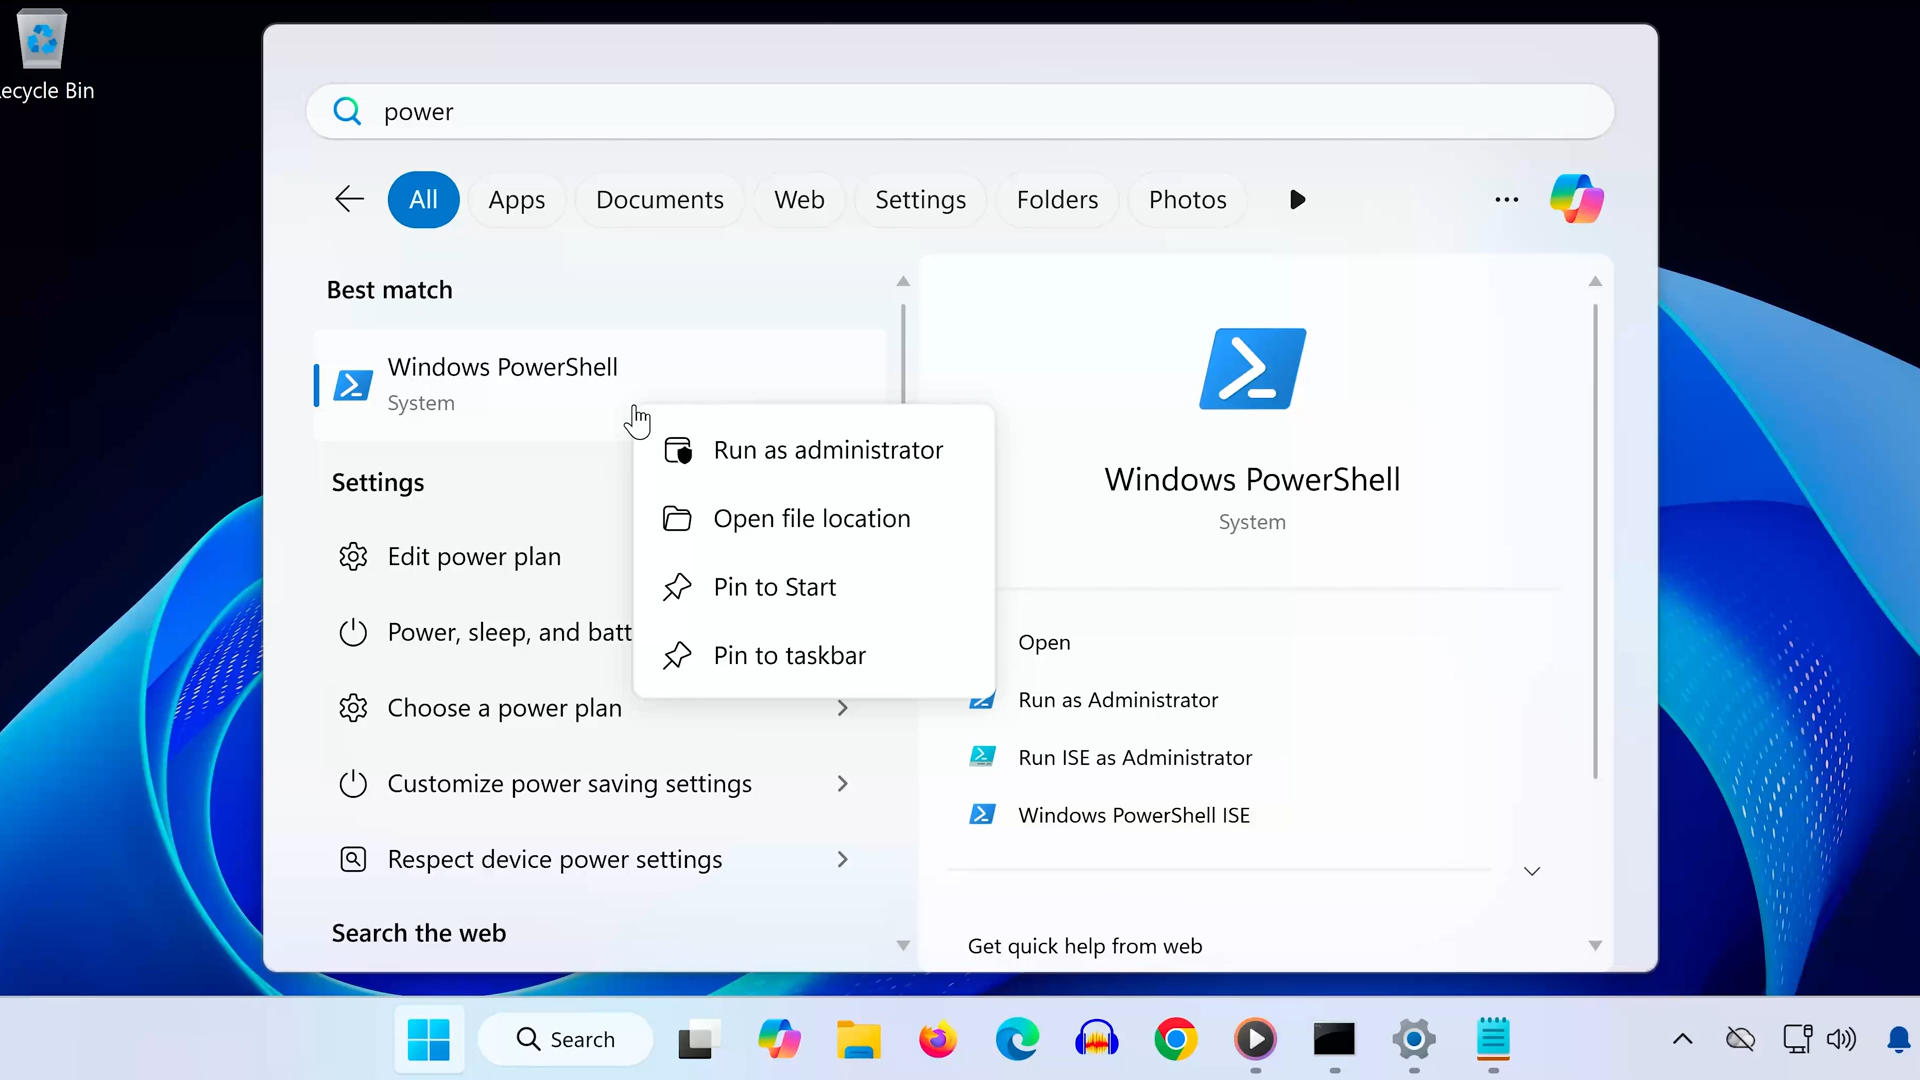 Recycle Bin
power
All
Apps
Documents
Web
Settings
Folders
Photos
Best match
Windows PowerShell
System
Settings
Edit power plan
Power, sleep, and batt
Choose a power plan
Customize power saving settings
Respect device power settings
Search the web
Run as administrator
Open file location
Pin to Start
Pin to taskbar
Windows PowerShell
System
Open
Run as Administrator
Run ISE as Administrator
Windows PowerShell ISE
Get quick help from web
Search